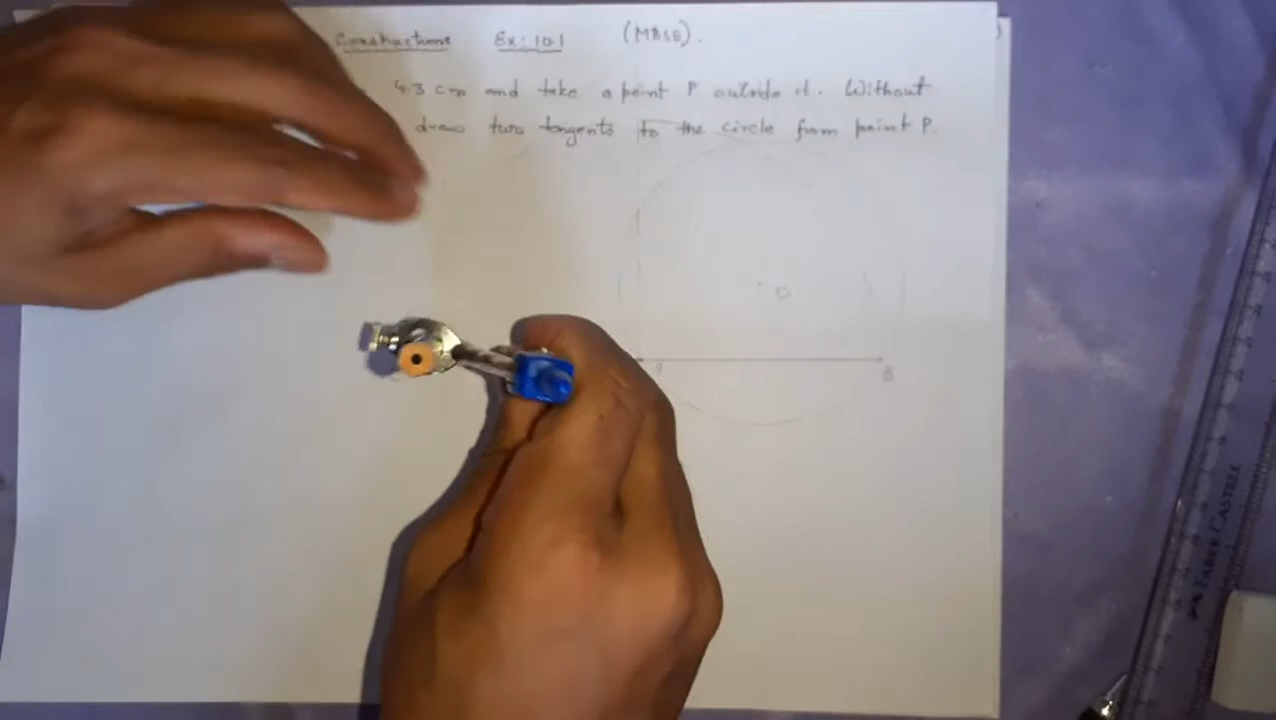 Constructions Ex: 10.1 (MBSE).
4.3 cm and take a point P outside it. Without
draw two tangents to the circle from point P.
O
B
FABER CASTELL